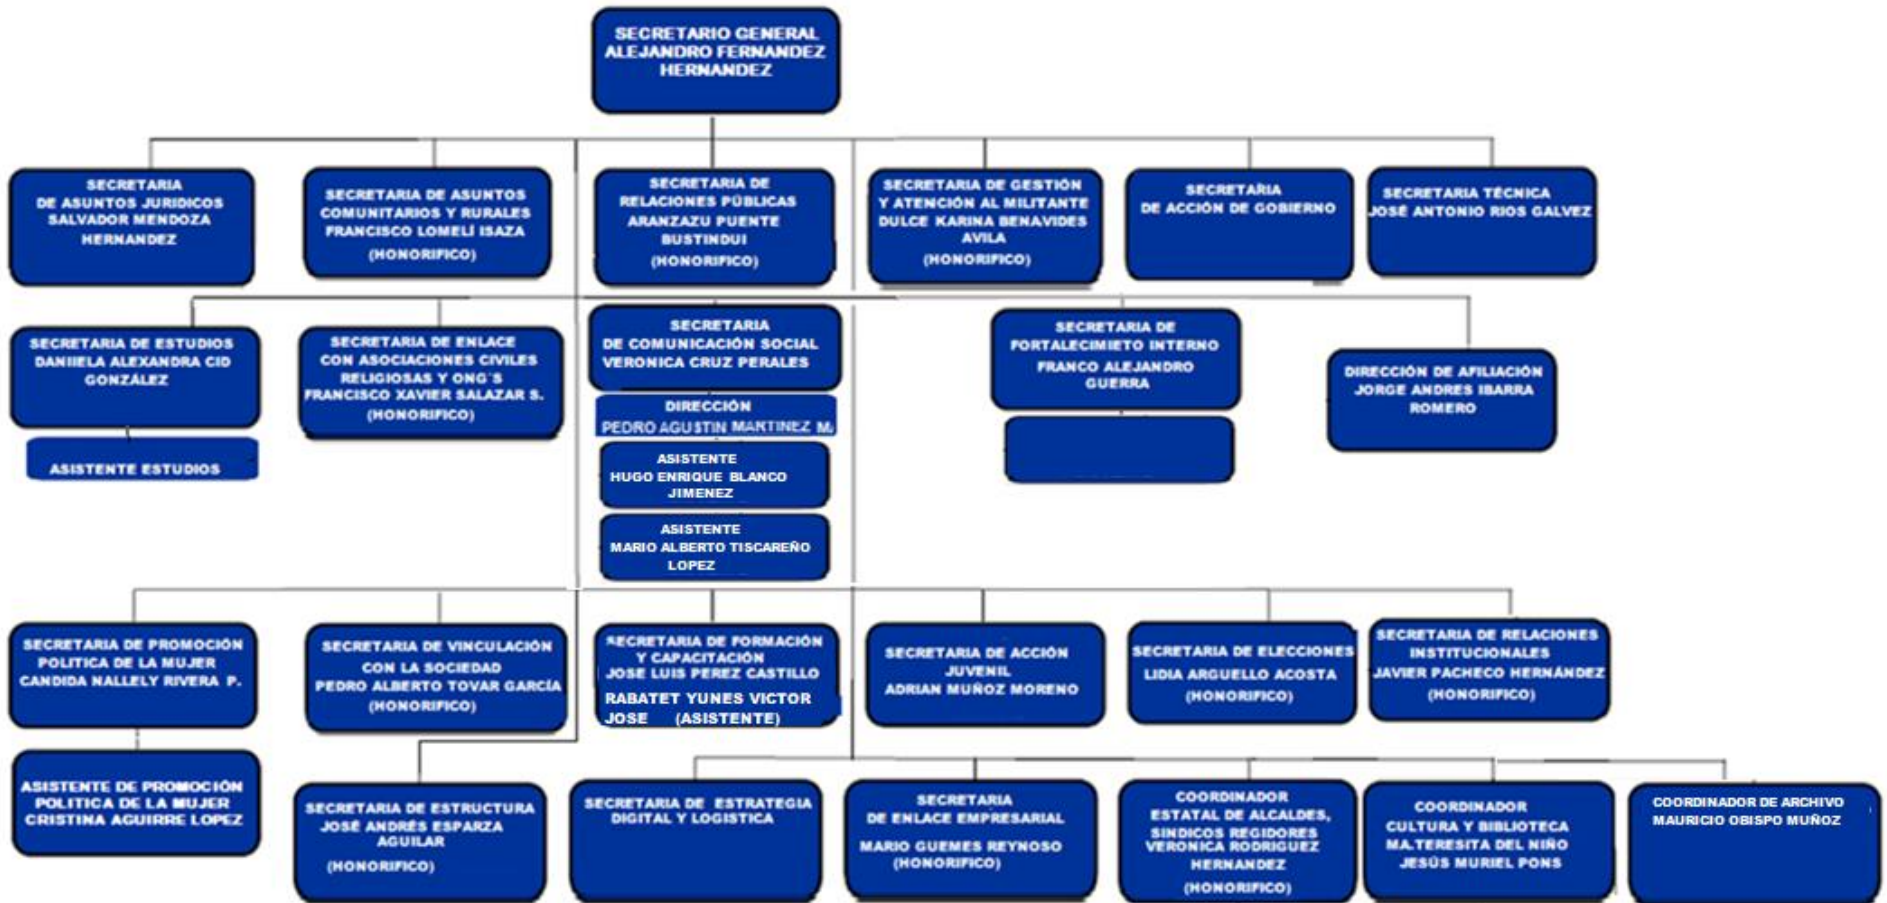 SECRETARIO GENERAL
ALEJANDRO FERNANDEZ
HERNANDEZ
SECRETARIA
DE ASUNTOS JURIDICOS
SALVADOR MENDOZA
HERNANDEZ
SECRETARIA DE ASUNTOS
COMUNITARIOS Y RURALES
FRANCISCO LOMELÍ ISAZA
(HONORIFICO)
SECRETARIA DE
RELACIONES PÚBLICAS
ARANZAZU PUENTE
BUSTINDUI
(HONORIFICO)
SECRETARIA DE GESTIÓN
Y ATENCIÓN AL MILITANTE
DULCE KARINA BENAVIDES
AVILA
(HONORIFICO)
SECRETARIA
DE ACCIÓN DE GOBIERNO
SECRETARIA TÉCNICA
JOSÉ ANTONIO RIOS GALVEZ
SECRETARIA DE ESTUDIOS
DANIIELA ALEXANDRA CID
GONZÁLEZ
ASISTENTE ESTUDIOS
SECRETARIA DE ENLACE
CON ASOCIACIONES CIVILES
RELIGIOSAS Y ONG´S
FRANCISCO XAVIER SALAZAR S.
(HONORIFICO)
SECRETARIA
DE COMUNICACIÓN SOCIAL
VERONICA CRUZ PERALES
DIRECCIÓN
PEDRO AGUSTIN MARTINEZ
ASISTENTE
HUGO ENRIQUE BLANCO
JIMENEZ
ASISTENTE
MARIO ALBERTO TISCAREÑO
LOPEZ
SECRETARIA DE
FORTALECIMIETO INTERNO
FRANCO ALEJANDRO
GUERRA
DIRECCIÓN DE AFILIACIÓN
JORGE ANDRES IBARRA
ROMERO
SECRETARIA DE PROMOCIÓN
POLITICA DE LA MUJER
CANDIDA NALLELY RIVERA P.
ASISTENTE DE PROMOCIÓN
POLITICA DE LA MUJER
CRISTINA AGUIRRE LOPEZ
SECRETARIA DE VINCULACIÓN
CON LA SOCIEDAD
PEDRO ALBERTO TOVAR GARCÍA
(HONORIFICO)
SECRETARIA DE FORMACIÓN
Y CAPACITACIÓN
JOSE LUIS PEREZ CASTILLO
RABATET YUNES VICTOR
JOSE (ASISTENTE)
SECRETARIA DE ACCIÓN
JUVENIL
ADRIAN MUÑOZ MORENO
SECRETARIA DE ELECCIONES
LIDIA ARGUELLO ACOSTA
(HONORIFICO)
SECRETARIA DE RELACIONES
INSTITUCIONALES
JAVIER PACHECO HERNÁNDEZ
(HONORIFICO)
SECRETARIA DE ESTRUCTURA
JOSÉ ANDRÉS ESPARZA
AGUILAR
(HONORIFICO)
SECRETARIA DE ESTRATEGIA
DIGITAL Y LOGISTICA
SECRETARIA
DE ENLACE EMPRESARIAL
MARIO GUEMES REYNOSO
(HONORIFICO)
COORDINADOR
ESTATAL DE ALCALDES,
SINDICOS REGIDORES
VERONICA RODRIGUEZ
HERNANDEZ
(HONORIFICO)
COORDINADOR
CULTURA Y BIBLIOTECA
MA.TERESITA DEL NIÑO
JESÚS MURIEL PONS
COORDINADOR DE ARCHIVO
MAURICIO OBISPO MUÑOZ